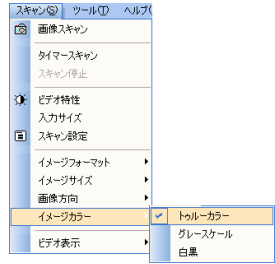 スキャン(S) ツール(T) ヘルプ(
画像スキャン
タイマースキャン
スキャン停止
ビデオ特性
入力サイズ
スキャン設定
イメージフォーマット
イメージサイズ
画像方向
イメージカラー
トゥルーカラー
グレースケール
白黒
ビデオ表示